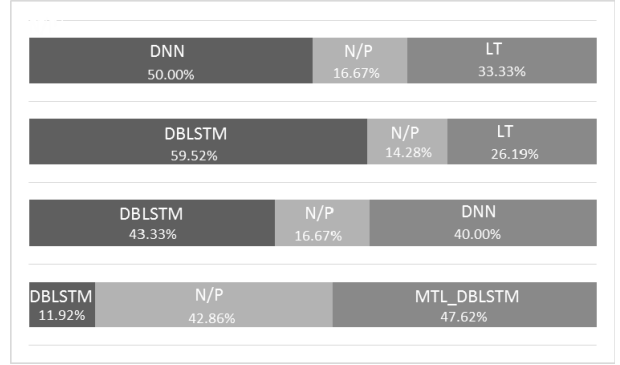 DNN N/P LT
50.00% 16.67% 33.33%
DBLSTM N/P LT
59.52% 14.28% 26.19%
DBLSTM N/P DNN
43.33% 16.67% 40.00%
DBLSTM N/P MTL_DBLSTM
11.92% 42.86% 47.62%